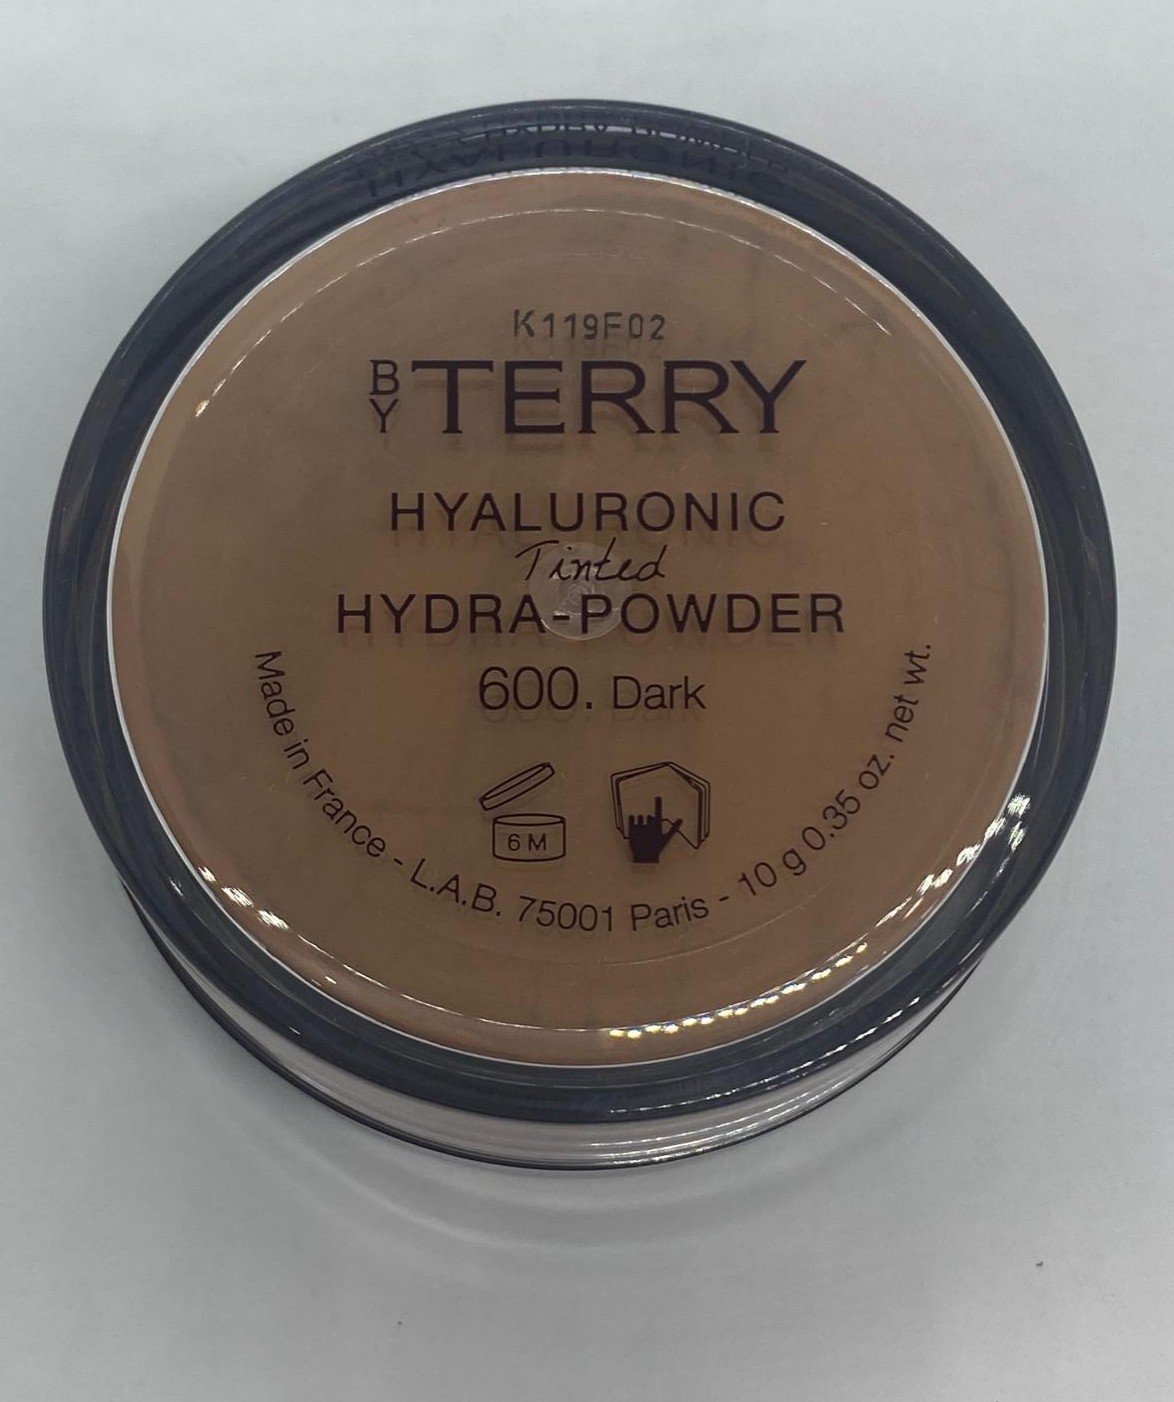 K119F02
BY TERRY
HYALURONIC
Tinted
HYDRA-POWDER
600. Dark
6 M
Made in France - L.A.B. 75001 Paris - 10 g 0.35 oz. net wt.